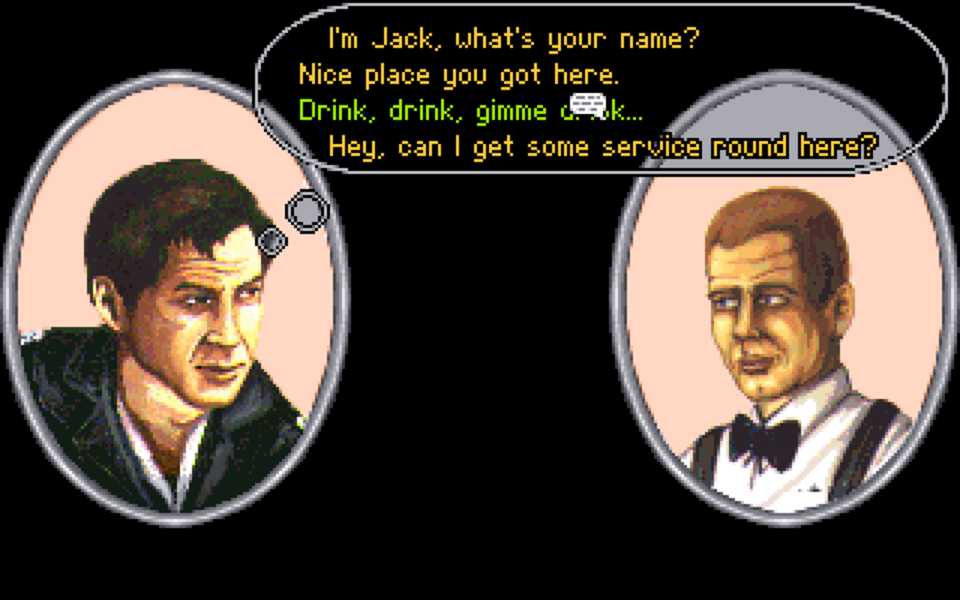 I'm Jack, what's your name?
Nice place you got here.
Drink, drink, gimme
Hey, can I get some service round here?